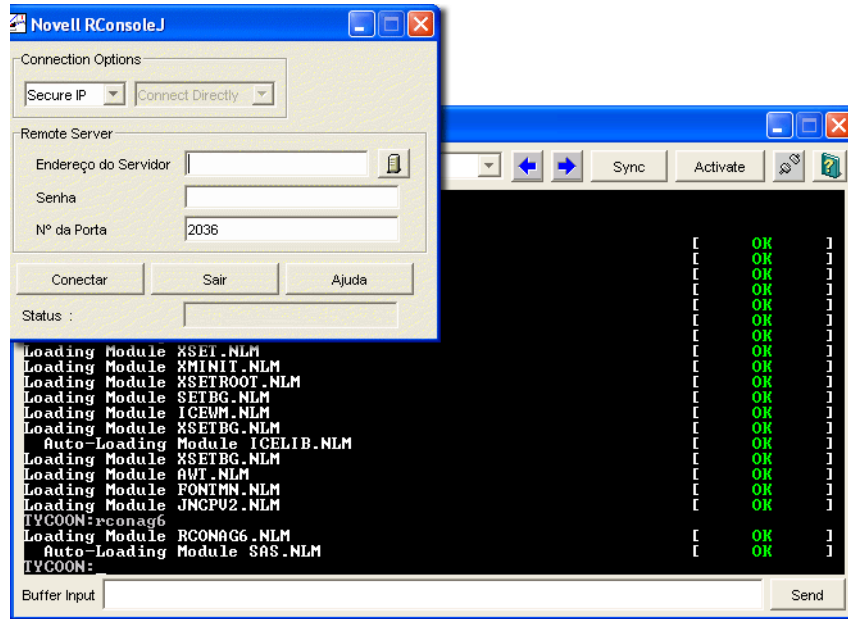 Novell RConsoleJ
Connection Options
Secure IP Connect Directly
Remote Server
Endereço do Servidor
Senha
Nº da Porta 2036
Conectar Sair Ajuda
Status :
Sync Activate
[ OK ]
[ OK ]
[ OK ]
[ OK ]
[ OK ]
[ OK ]
[ OK ]
Loading Module XSET.NLM [ OK ]
Loading Module XMINIT.NLM [ OK ]
Loading Module XSETROOT.NLM [ OK ]
Loading Module SETBG.NLM [ OK ]
Loading Module ICEWM.NLM [ OK ]
Loading Module XSETBG.NLM [ OK ]
Auto-Loading Module ICELIB.NLM [ OK ]
Loading Module XSETBG.NLM [ OK ]
Loading Module AWT.NLM [ OK ]
Loading Module FONTMN.NLM [ OK ]
Loading Module JNCPV2.NLM [ OK ]
TYCOON:rconag6
Loading Module RCONAG6.NLM [ OK ]
Auto-Loading Module SAS.NLM [ OK ]
TYCOON:_
Buffer Input Send